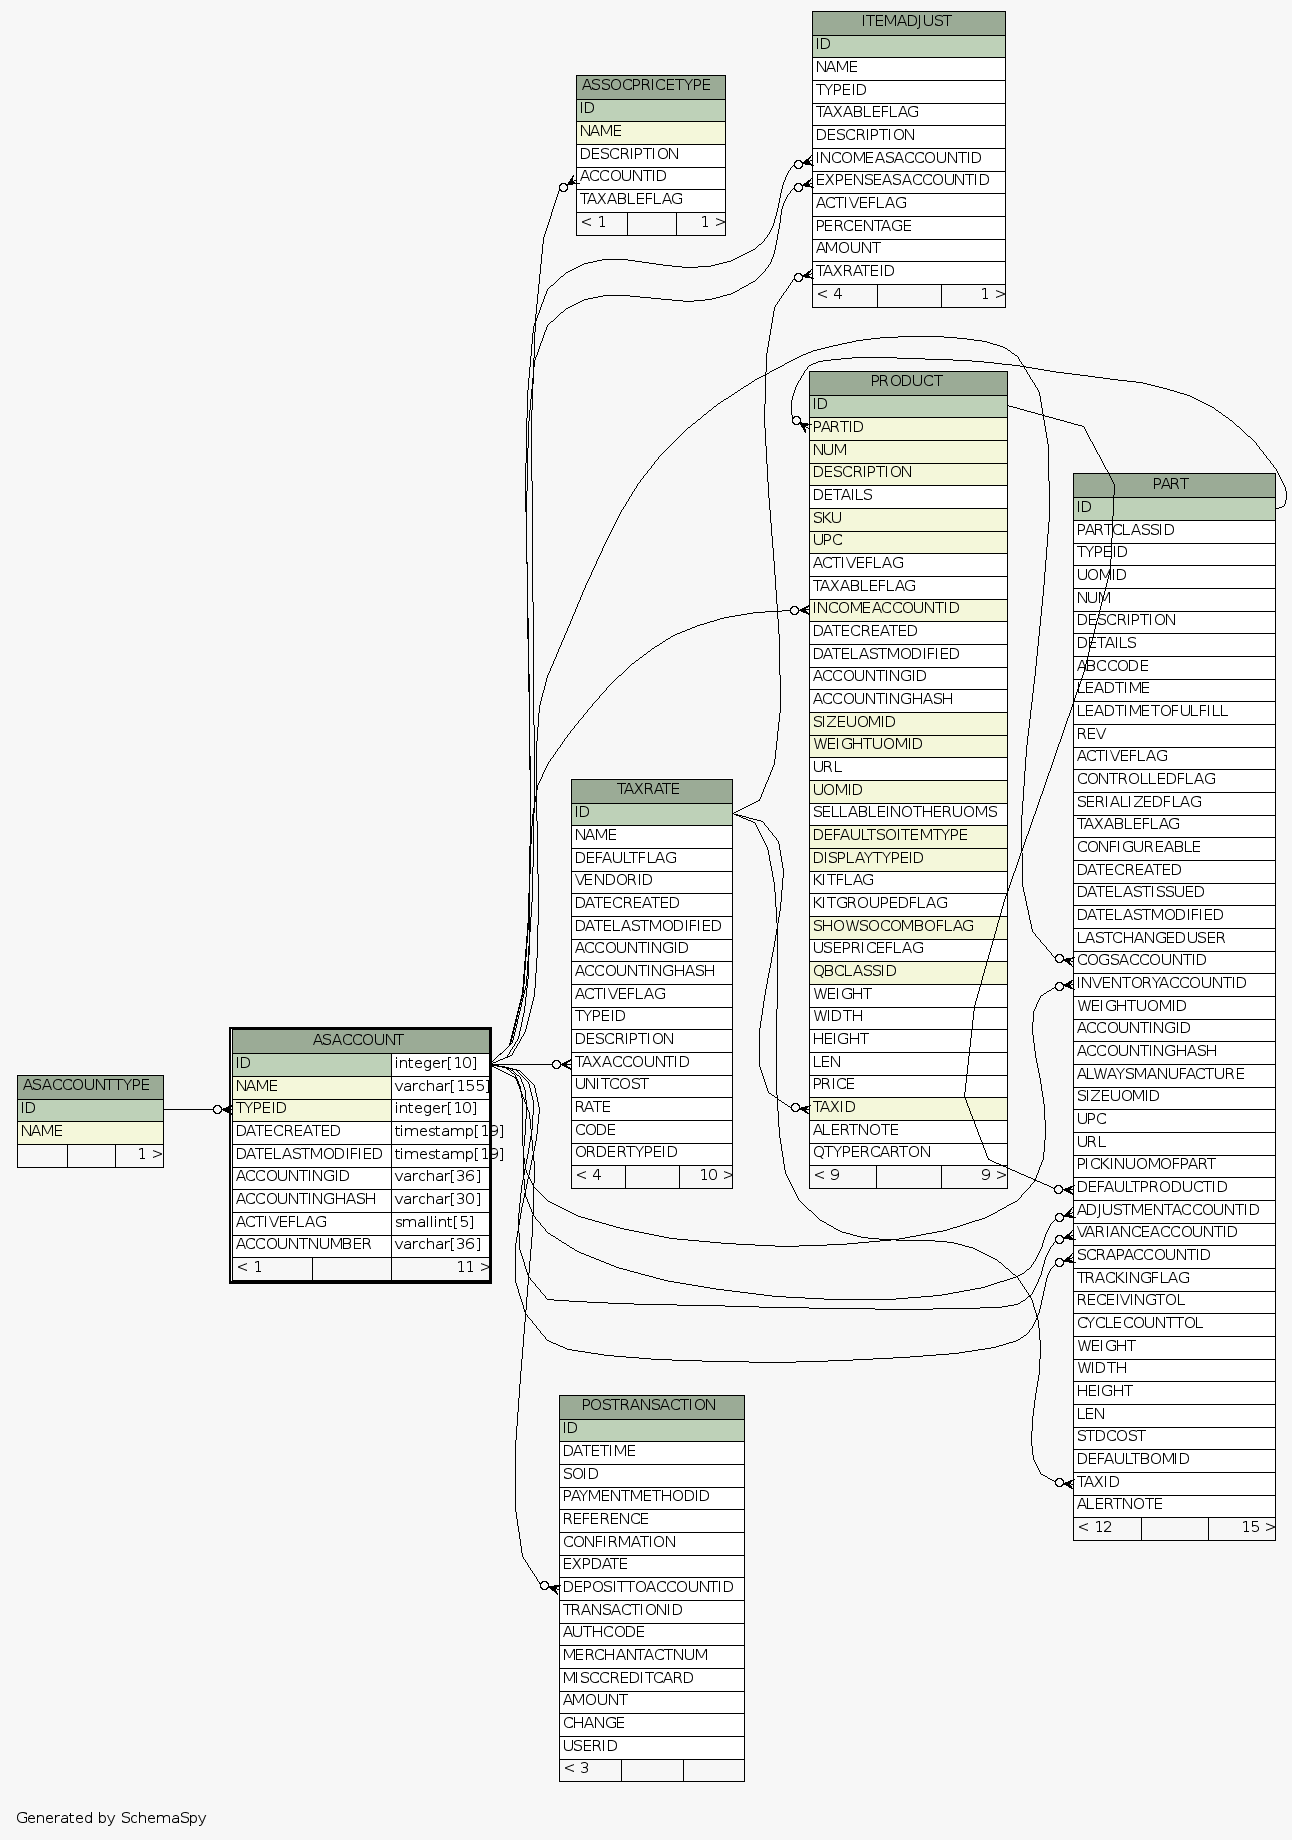 ITEMADJUST
ID
NAME
TYPEID
TAXABLEFLAG
DESCRIPTION
INCOMEASACCOUNTID
EXPENSEASACCOUNTID
ACTIVEFLAG
PERCENTAGE
AMOUNT
TAXRATEID
< 4 1 >
ASSOCPRICETYPE
ID
NAME
DESCRIPTION
ACCOUNTID
TAXABLEFLAG
< 1 1 >
PRODUCT
ID
PARTID
NUM
DESCRIPTION
DETAILS
SKU
UPC
ACTIVEFLAG
TAXABLEFLAG
INCOMEACCOUNTID
DATECREATED
DATELASTMODIFIED
ACCOUNTINGID
ACCOUNTINGHASH
SIZEUOMID
WEIGHTUOMID
URL
UOMID
SELLABLEINOTHERUOMS
DEFAULTSOITEMTYPE
DISPLAYTYPEID
KITFLAG
KITGROUPEDFLAG
SHOWSOCOMBOFLAG
USEPRICEFLAG
QBCLASSID
WEIGHT
WIDTH
HEIGHT
LEN
PRICE
TAXID
ALERTNOTE
QTYPERCARTON
< 9 9 >
PART
ID
PARTCLASSID
TYPEID
UOMID
NUM
DESCRIPTION
DETAILS
ABCCODE
LEADTIME
LEADTIMETOFULFILL
REV
ACTIVEFLAG
CONTROLLEDFLAG
SERIALIZEDFLAG
TAXABLEFLAG
CONFIGUREABLE
DATECREATED
DATELASTISSUED
DATELASTMODIFIED
LASTCHANGEDUSER
COGSACCOUNTID
INVENTORYACCOUNTID
WEIGHTUOMID
ACCOUNTINGID
ACCOUNTINGHASH
ALWAYSMANUFACTURE
SIZEUOMID
UPC
URL
PICKINUOMOFPART
DEFAULTPRODUCTID
ADJUSTMENTACCOUNTID
VARIANCEACCOUNTID
SCRAPACCOUNTID
TRACKINGFLAG
RECEIVINGTOL
CYCLECOUNTTOL
WEIGHT
WIDTH
HEIGHT
LEN
STDCOST
DEFAULTBOMID
TAXID
ALERTNOTE
< 12 15 >
TAXRATE
ID
NAME
DEFAULTFLAG
VENDORID
DATECREATED
DATELASTMODIFIED
ACCOUNTINGID
ACCOUNTINGHASH
ACTIVEFLAG
TYPEID
DESCRIPTION
TAXACCOUNTID
UNITCOST
RATE
CODE
ORDERTYPEID
< 4 10 >
ASACCOUNT
ID integer[10]
NAME varchar[155]
TYPEID integer[10]
DATECREATED timestamp[19]
DATELASTMODIFIED timestamp[19]
ACCOUNTINGID varchar[36]
ACCOUNTINGHASH varchar[30]
ACTIVEFLAG smallint[5]
ACCOUNTNUMBER varchar[36]
< 1 11 >
ASACCOUNTTYPE
ID
NAME
1 >
POSTRANSACTION
ID
DATETIME
SOID
PAYMENTMETHODID
REFERENCE
CONFIRMATION
EXPDATE
DEPOSITTOACCOUNTID
TRANSACTIONID
AUTHCODE
MERCHANTACTNUM
MISCCREDITCARD
AMOUNT
CHANGE
USERID
< 3
Generated by SchemaSpy